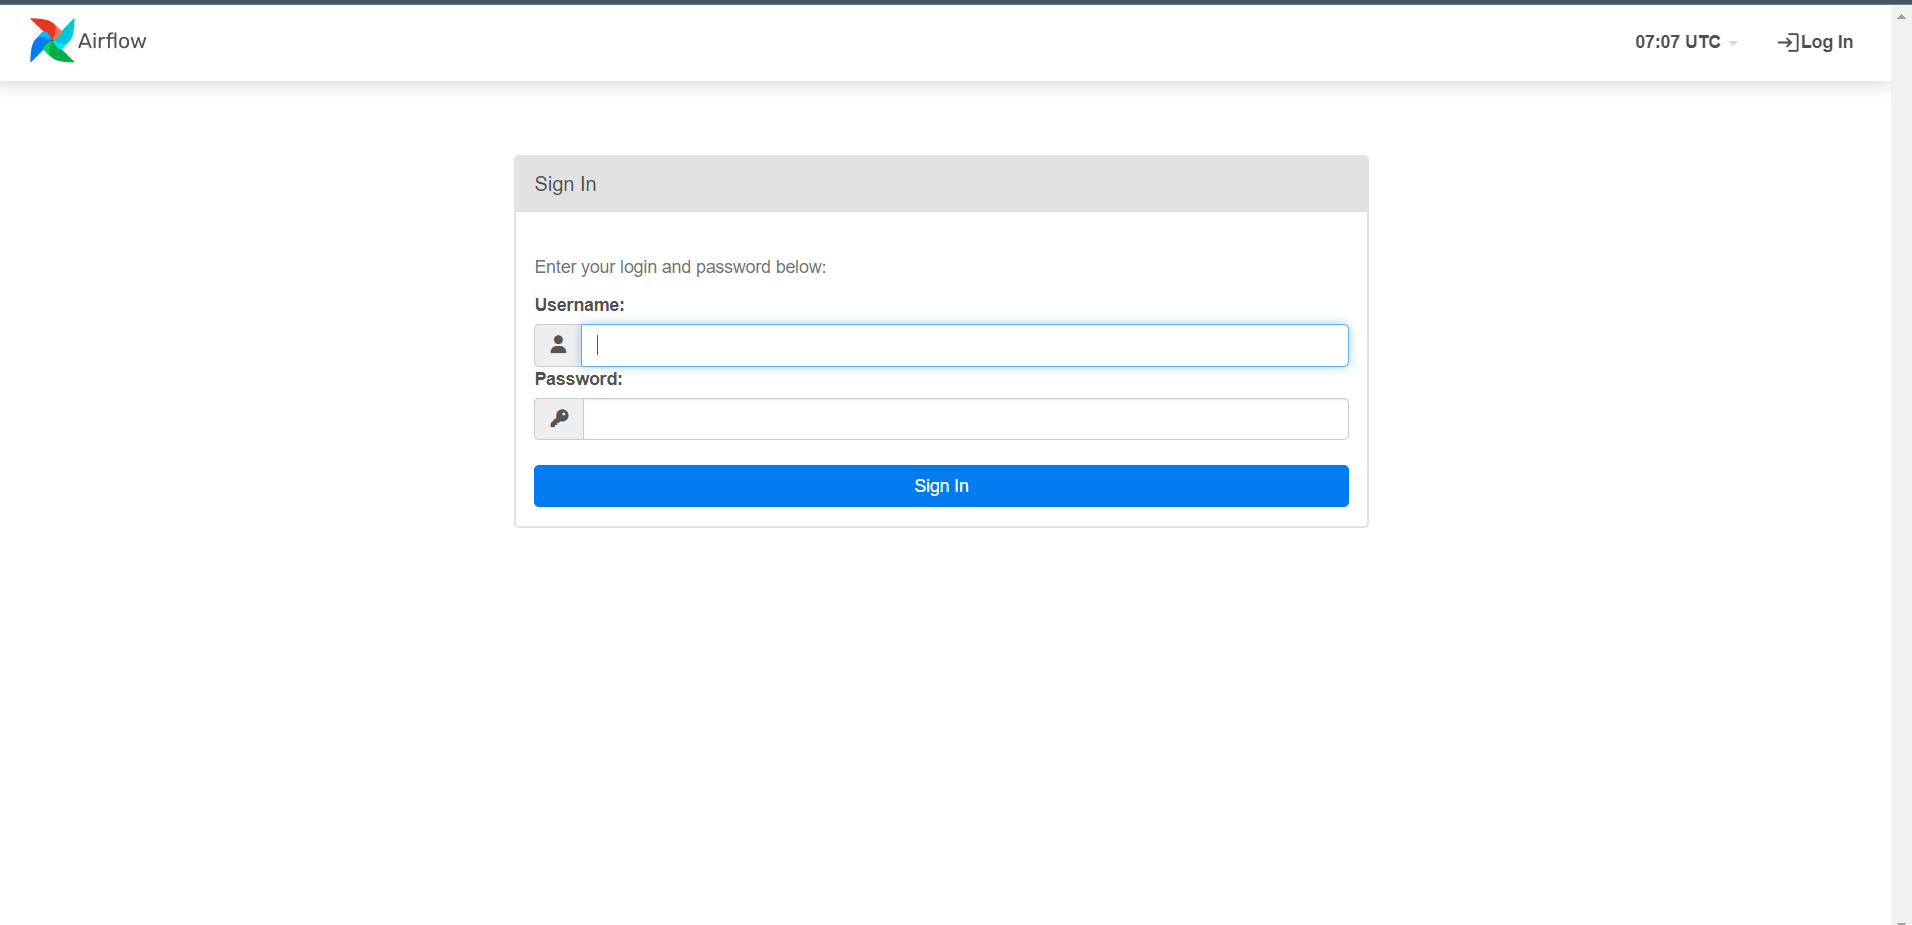 Airflow
07:07 UTC
Log In
Sign In
Enter your login and password below:
Username:
Password:
Sign In